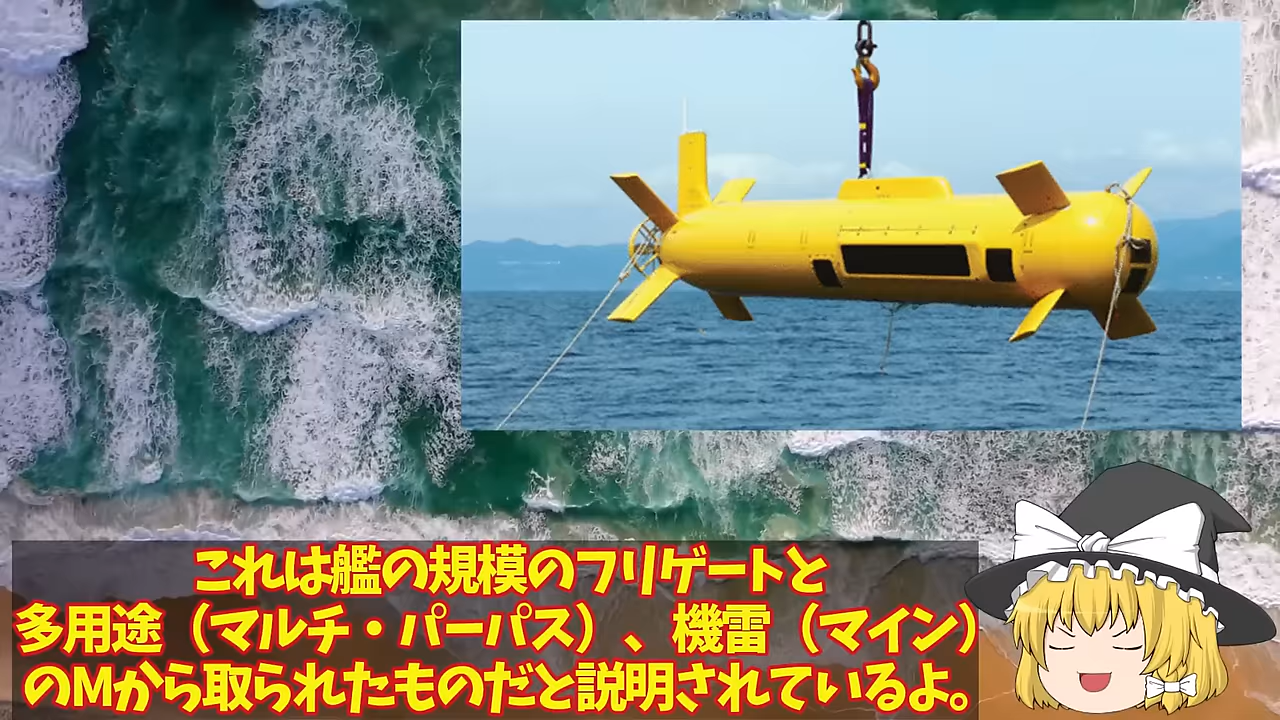 これは艦の規模のフリゲートと
多用途（マルチ・パーパス）、機雷（マイン）
のMから取られたものだと説明されているよ。